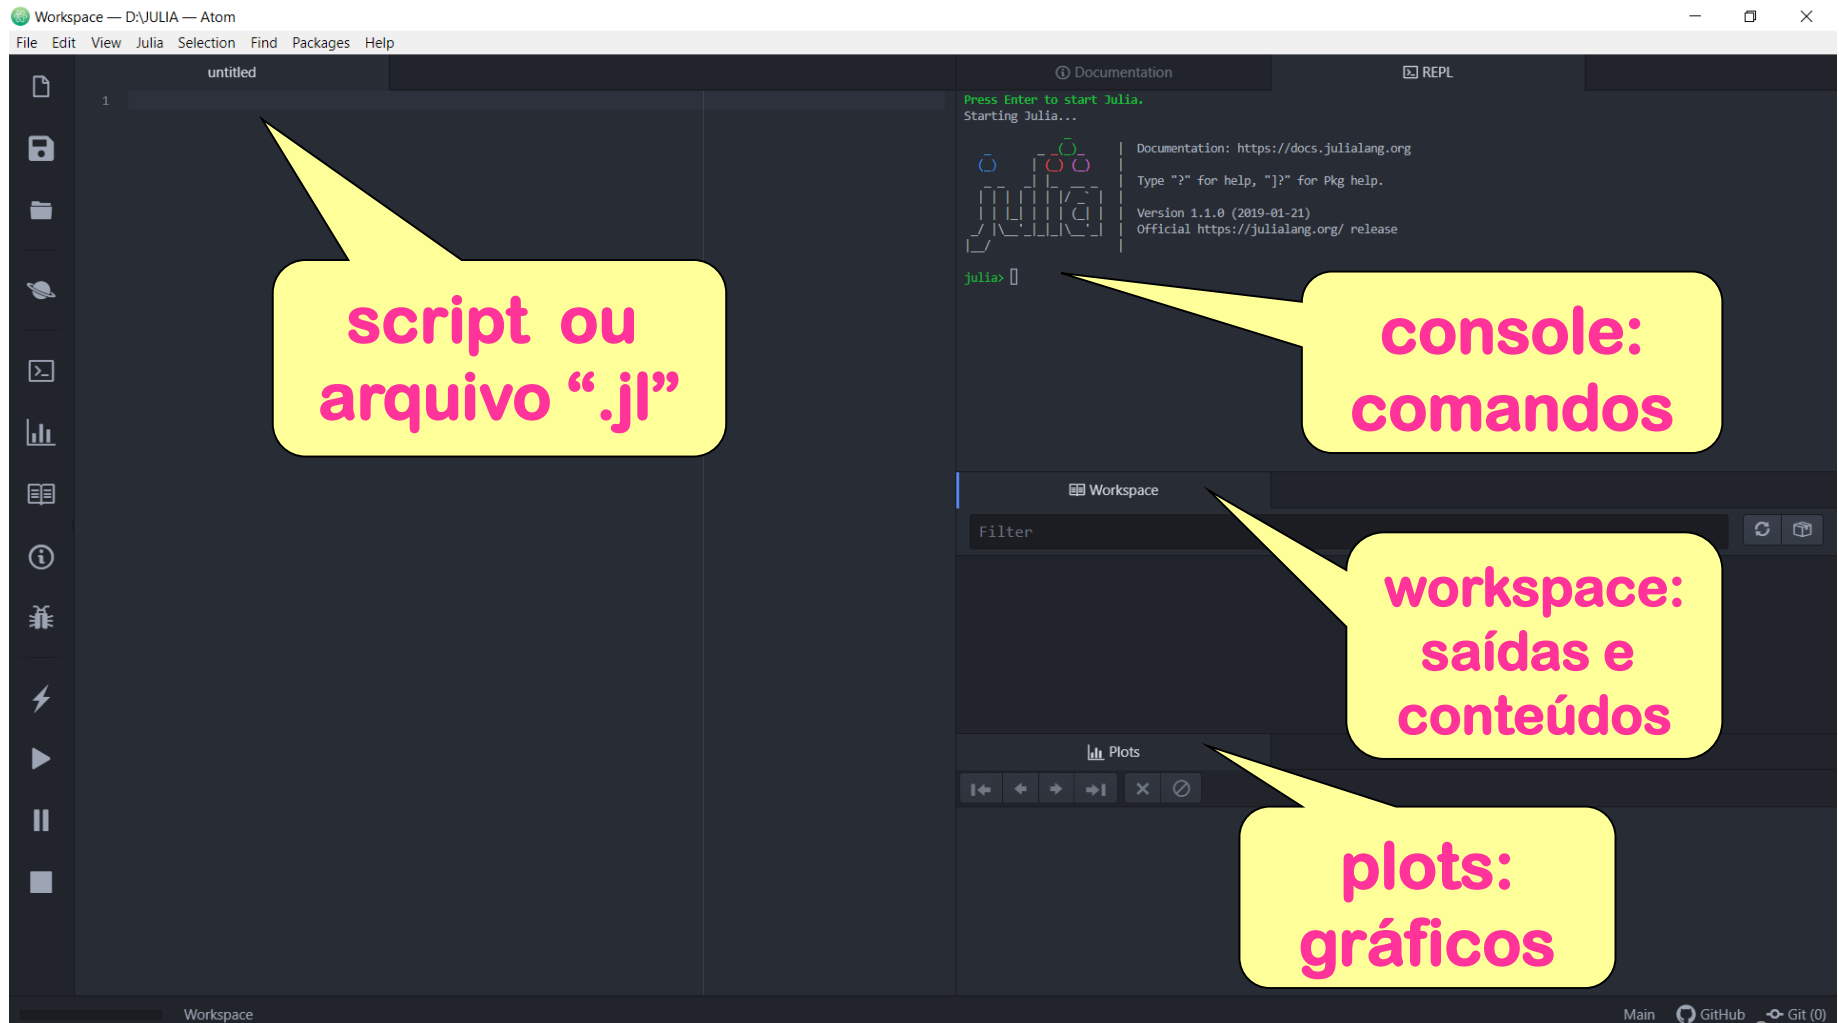 Workspace — D:\JULIA — Atom
File Edit View Julia Selection Find Packages Help
untitled
1
script ou
arquivo “.jl”
Documentation
REPL
Press Enter to start Julia.
Starting Julia...
Documentation: https://docs.julialang.org
Type "?" for help, "]?" for Pkg help.
Version 1.1.0 (2019-01-21)
Official https://julialang.org/ release
julia>
console:
comandos
Workspace
Filter
workspace:
saídas e
conteúdos
Plots
plots:
gráficos
Workspace
Main GitHub Git (0)